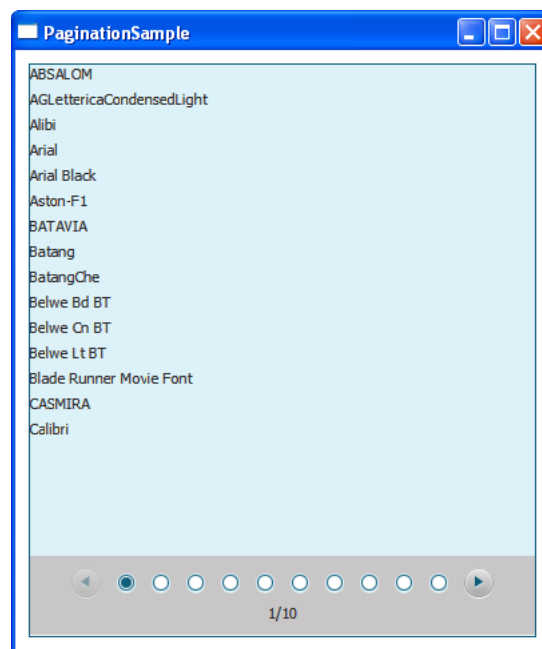 PaginationSample
ABSALOM
AGLettericaCondensedLight
Alibi
Arial
Arial Black
Aston-F1
BATAVIA
Batang
BatangChe
Belwe Bd BT
Belwe Cn BT
Belwe Lt BT
Blade Runner Movie Font
CASMIRA
Calibri
1/10